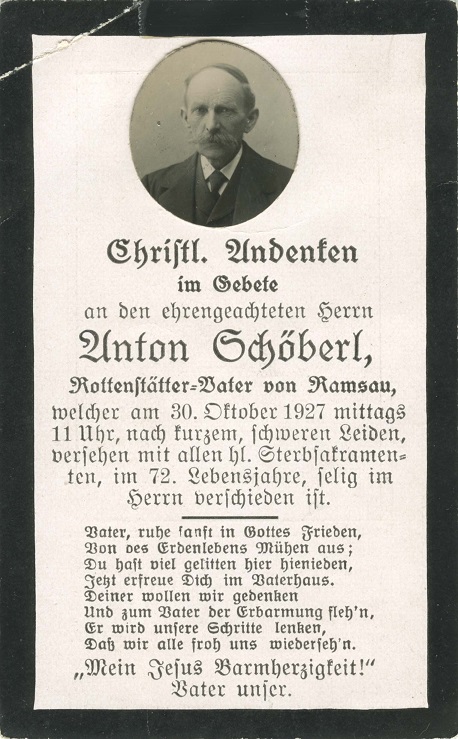 Christl. Andenken
im Gebete
an den ehrengeachteten Herrn
Anton Schöberl,
Rottenstätter-Vater von Ramsau,
welcher am 30. Oktober 1927 mittags
11 Uhr, nach kurzem, schweren Leiden,
versehen mit allen hl. Sterbsakramen-
ten, im 72. Lebensjahre, selig im
Herrn verschieden ist.
Vater, ruhe sanft in Gottes Frieden,
Von des Erdenlebens Mühen aus;
Du hast viel gelitten hier hienieden,
Jetzt erfreue Dich im Vaterhaus.
Deiner wollen wir gedenken
Und zum Vater der Erbarmung fleh'n,
Er wird unsere Schritte lenken,
Daß wir alle froh uns wiederseh'n.
„Mein Jesus Barmherzigkeit!“
Vater unser.